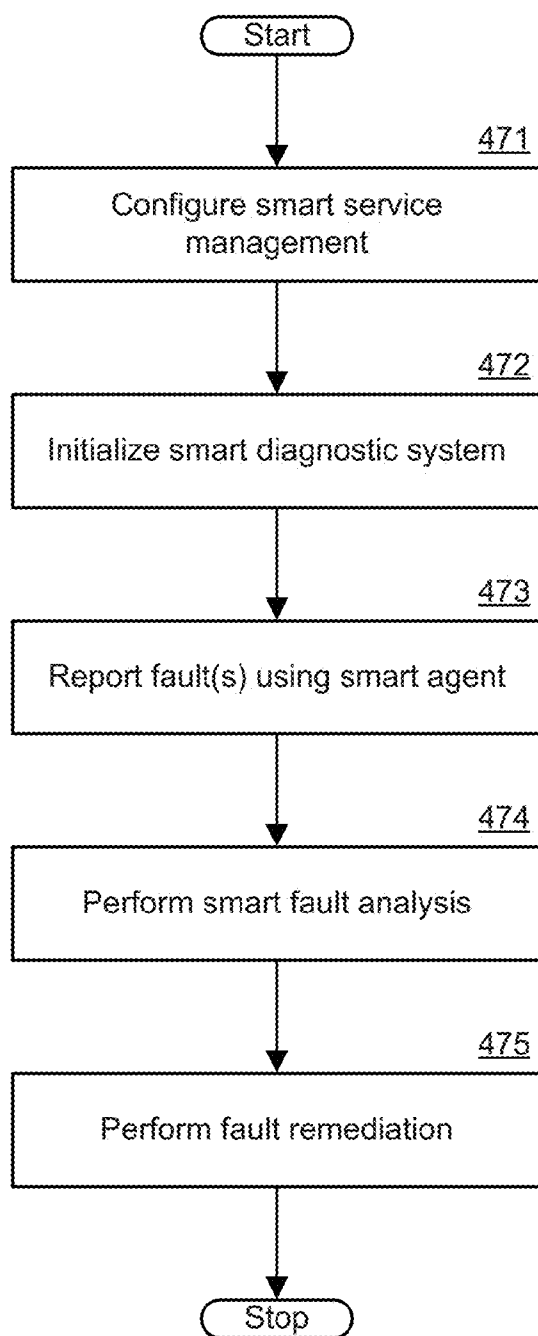 Start
471
Configure smart service
management
472
Initialize smart diagnostic system
473
Report fault(s) using smart agent
474
Perform smart fault analysis
475
Perform fault remediation
Stop